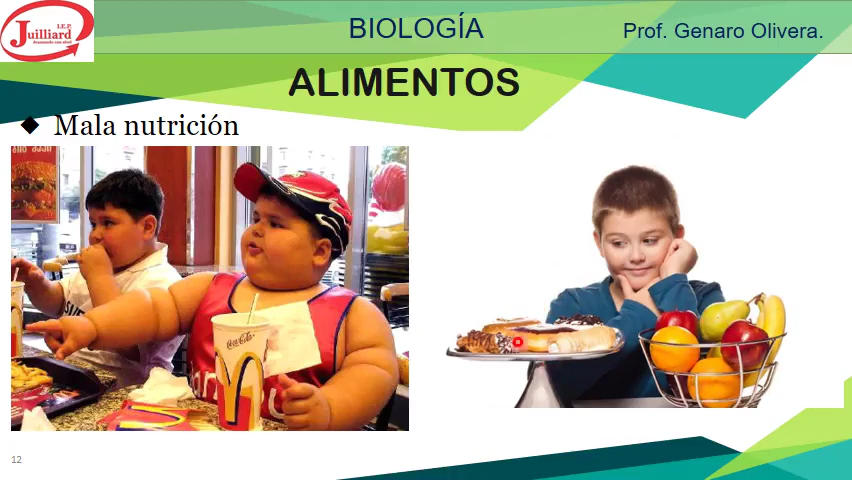 I.E.P.
Juilliard
BIOLOGÍA
Prof. Genaro Olivera.
ALIMENTOS
Mala nutrición
Coca-Cola
12